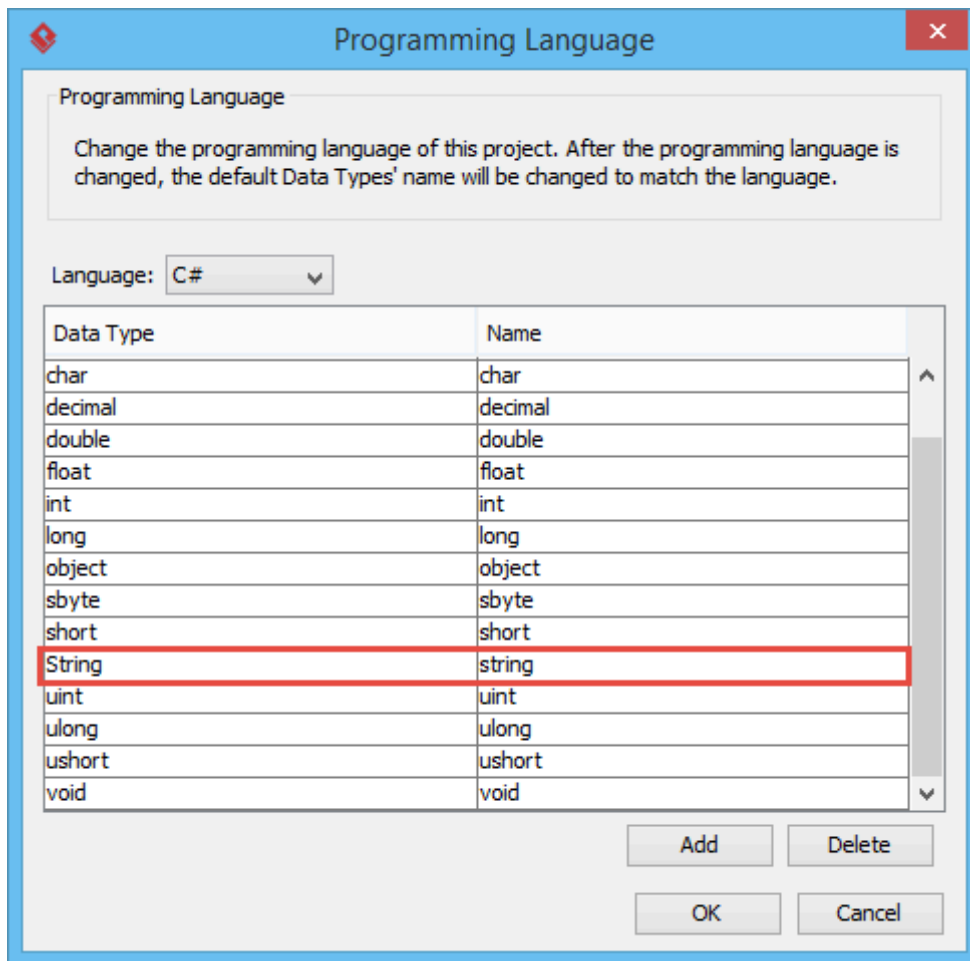 Programming Language
Programming Language
Change the programming language of this project. After the programming language is
changed, the default Data Types' name will be changed to match the language.
Language: C#
Data Type Name
char char
decimal decimal
double double
float float
int int
long long
object object
sbyte sbyte
short short
String string
uint uint
ulong ulong
ushort ushort
void void
Add Delete
OK Cancel